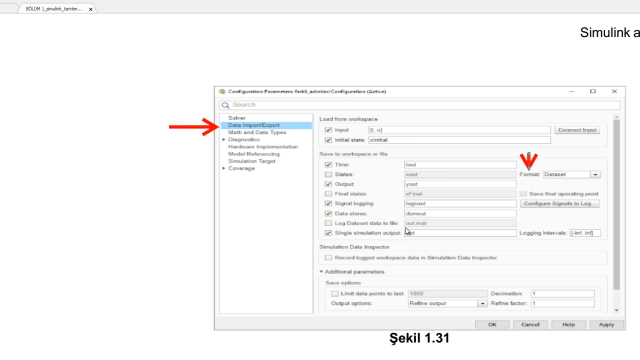 BÖLÜM 1_simulink_tanıtım... x
Simulink a
Configuration Parameters: farkli_adimlar/Configuration (Active)
Search
Solver
Data Import/Export
Math and Data Types
Diagnostics
Hardware Implementation
Model Referencing
Simulation Target
Coverage
Load from workspace
Input: [t, u] Connect Input
Initial state: xInitial
Save to workspace or file
Time: tout
States: xout Format: Dataset
Output: yout
Final states: xFinal Save final operating point
Signal logging logsout Configure Signals to Log...
Data stores: dsmout
Log Dataset data to file: out.mat
Single simulation output: out Logging intervals: [-inf, inf]
Simulation Data Inspector
Record logged workspace data in Simulation Data Inspector
Additional parameters
Save options
Limit data points to last: 1000 Decimation: 1
Output options: Refine output Refine factor: 1
OK Cancel Help Apply
Şekil 1.31